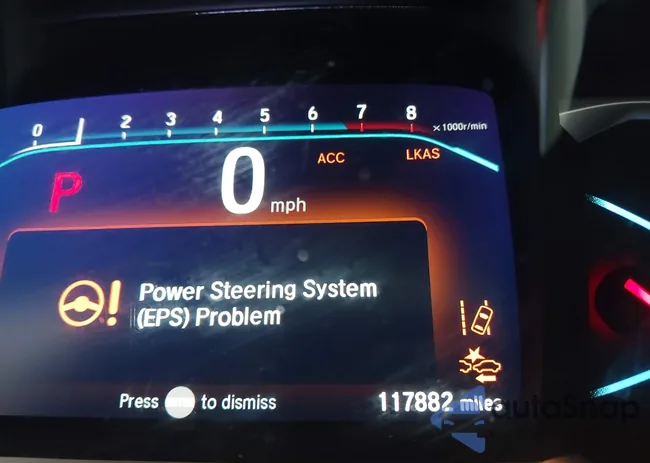 0 2 3 4 5 6 7 8 ×1000r/min
P 0 mph ACC LKAS
Power Steering System
(EPS) Problem
Press to dismiss
117882 miles
autoSnap